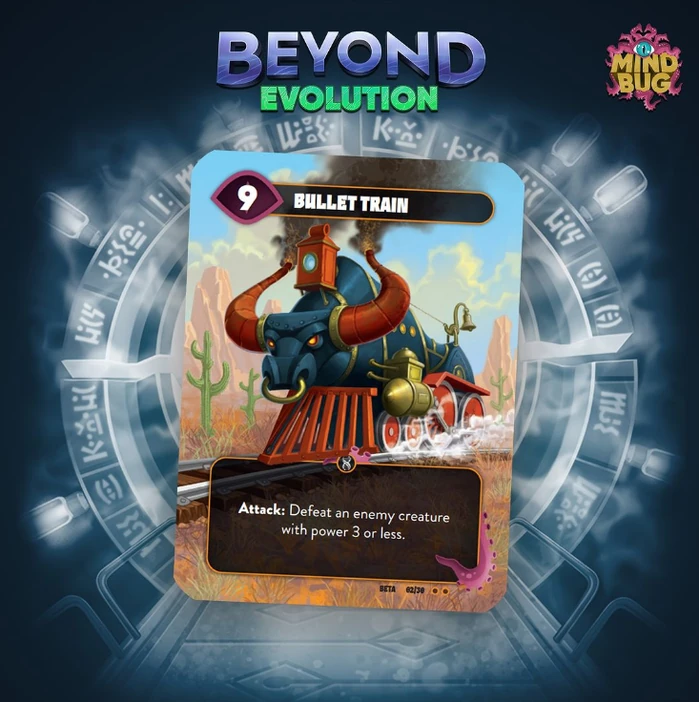 BEYOND
EVOLUTION
MIND
BUG
9
BULLET TRAIN
Attack: Defeat an enemy creature
with power 3 or less.
BETA 02/30